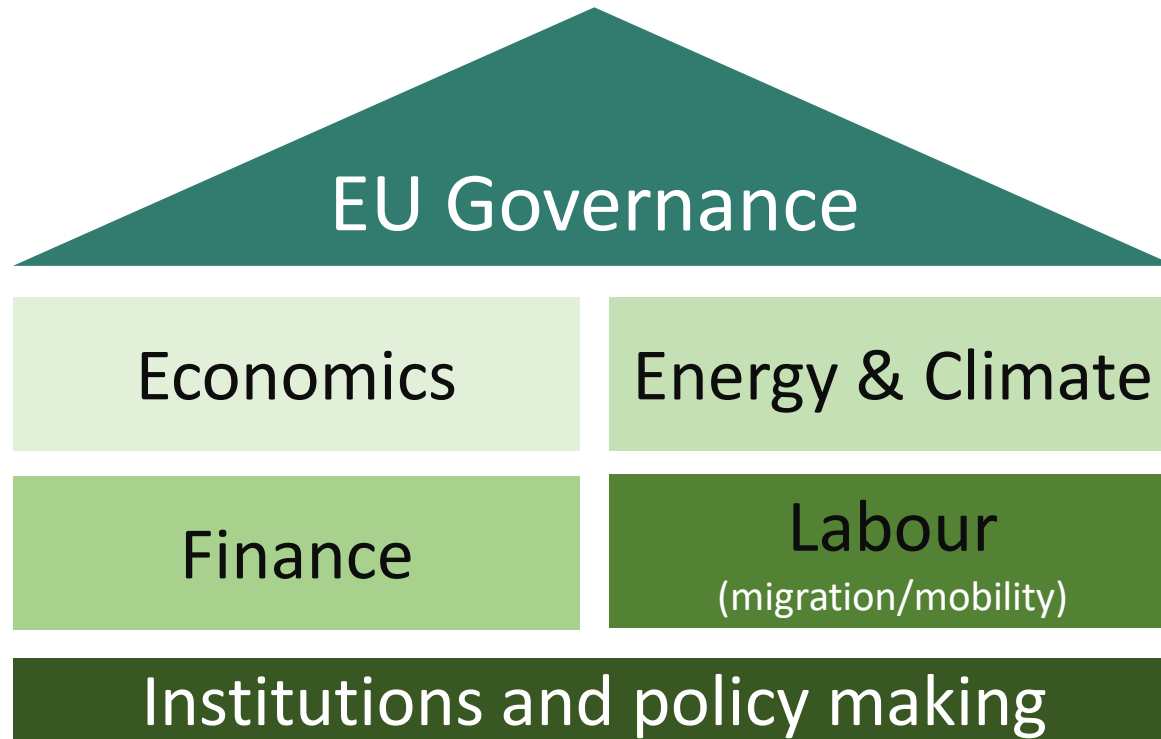 EU Governance
Economics
Energy & Climate
Finance
Labour
(migration/mobility)
Institutions and policy making